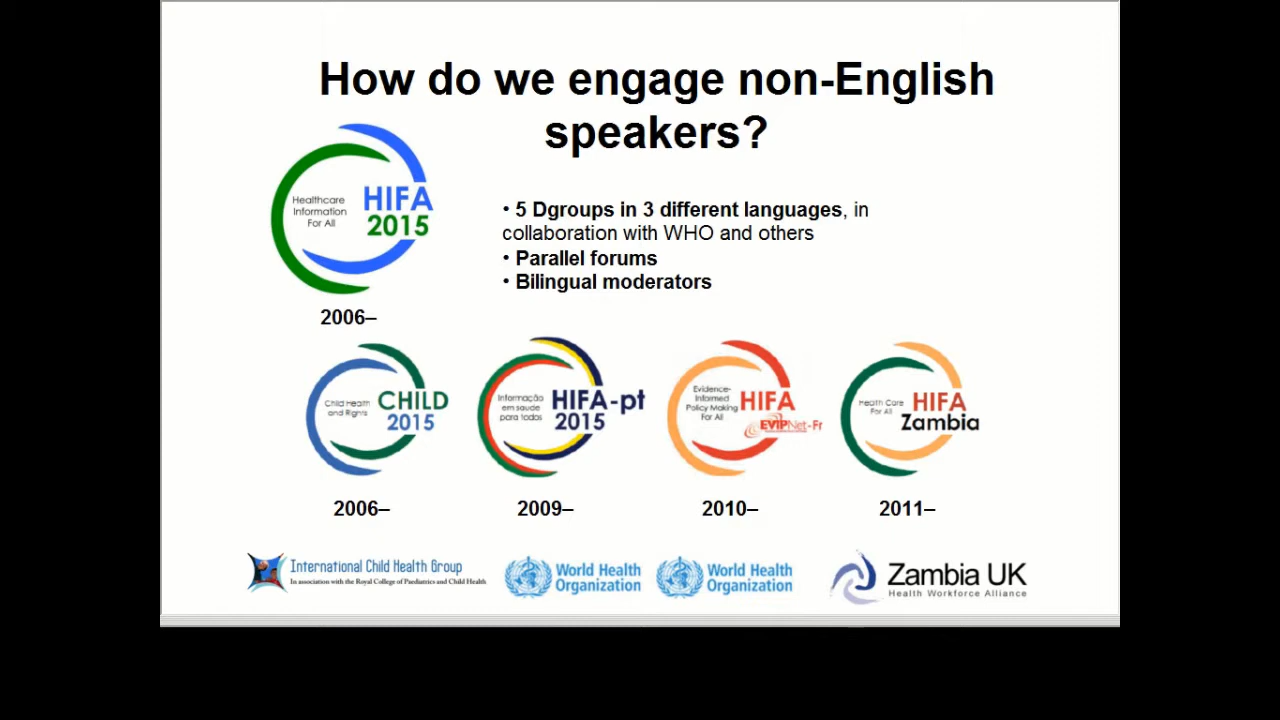 How do we engage non-English
speakers?
Healthcare
Information
For All
HIFA
2015
• 5 Dgroups in 3 different languages, in
collaboration with WHO and others
• Parallel forums
• Bilingual moderators
2006–
Child Health
and Rights
CHILD
2015
Informação
em saude
para todos
HIFA-pt
2015
Evidence-
Informed
Policy Making
For All
HIFA
EVIPNet-Fr
Health Care
For All
HIFA
Zambia
2006–
2009–
2010–
2011–
International Child Health Group
In association with the Royal College of Paediatrics and Child Health
World Health
Organization
World Health
Organization
Zambia UK
Health Workforce Alliance